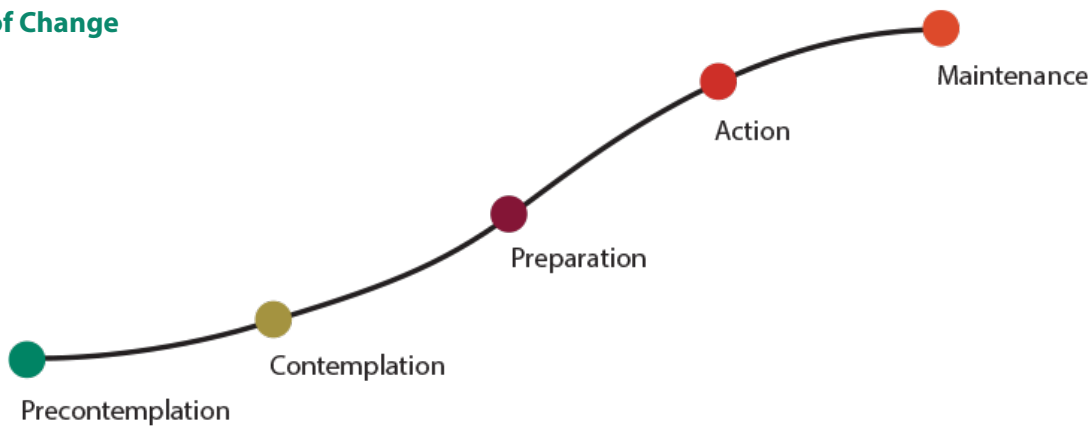 of Change
Maintenance
Action
Preparation
Contemplation
Precontemplation